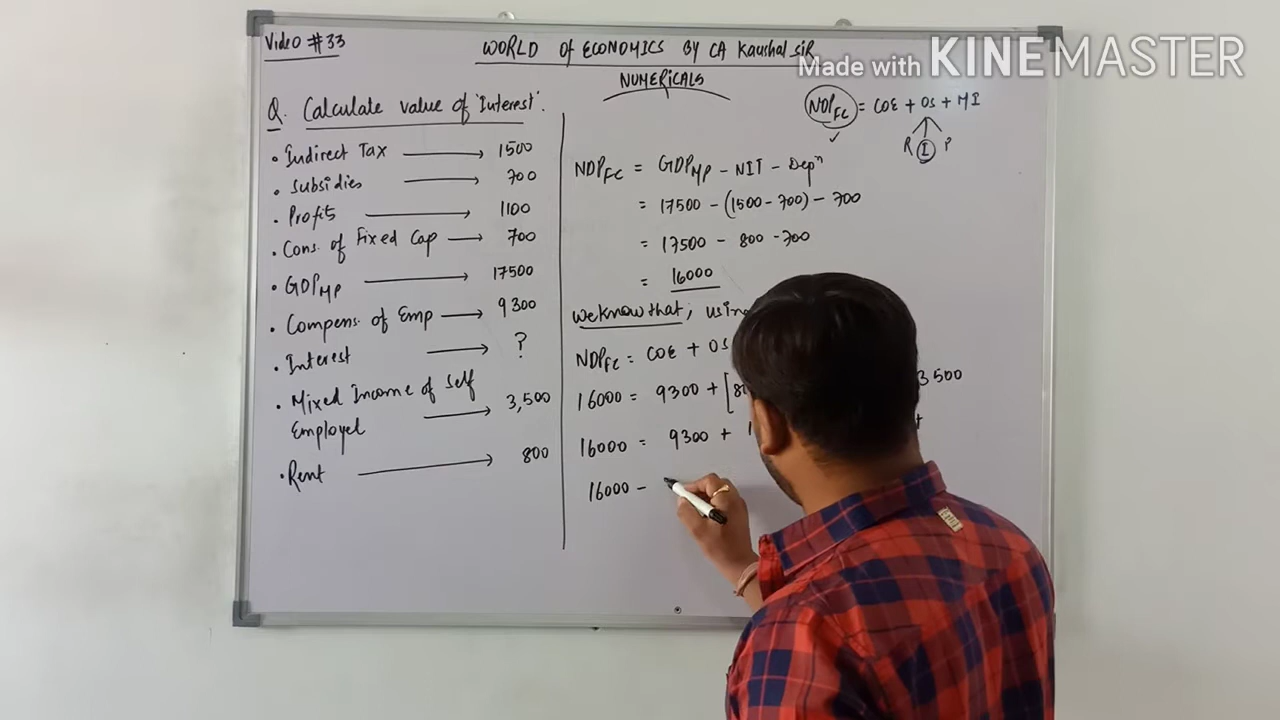 Video #33
WORLD of ECONOMICS By CA Kaushal Sir
Made with KINEMASTER
NUMERICALS
Q. Calculate value of 'Interest'.
• Indirect Tax → 1500
• Subsidies → 700
• Profits → 1100
• Cons. of Fixed Cap → 700
• GDP MP → 17500
• Compens. of Emp → 9300
• Interest → ?
• Mixed Income of Self
Employed → 3,500
• Rent → 800
NDP FC = COE + OS + MI
R I P
NDP FC = GDP MP - NIT - Depⁿ
= 17500 - (1500 - 700) - 700
= 17500 - 800 - 700
= 16000
We know that; using
NDP FC = COE + OS
16000 = 9300 + [80 3500
16000 = 9300 + 1 +
16000 -